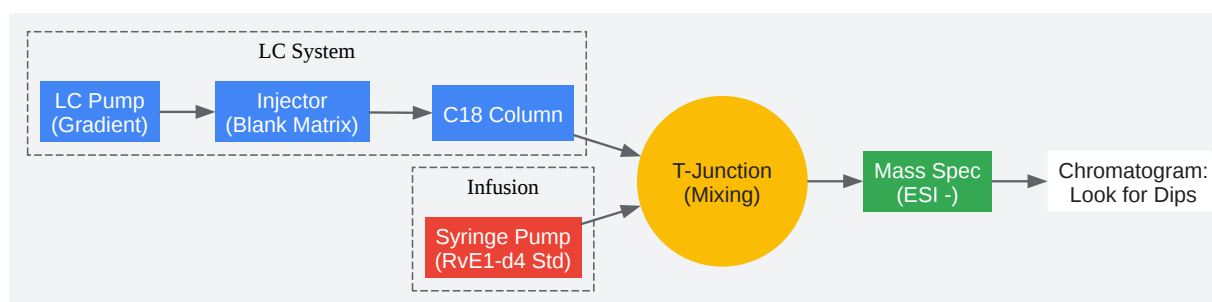 LC System
LC Pump
(Gradient)
Injector
(Blank Matrix)
C18 Column
Infusion
Syringe Pump
(RvE1-d4 Std)
T-Junction
(Mixing)
Mass Spec
(ESI -)
Chromatogram:
Look for Dips